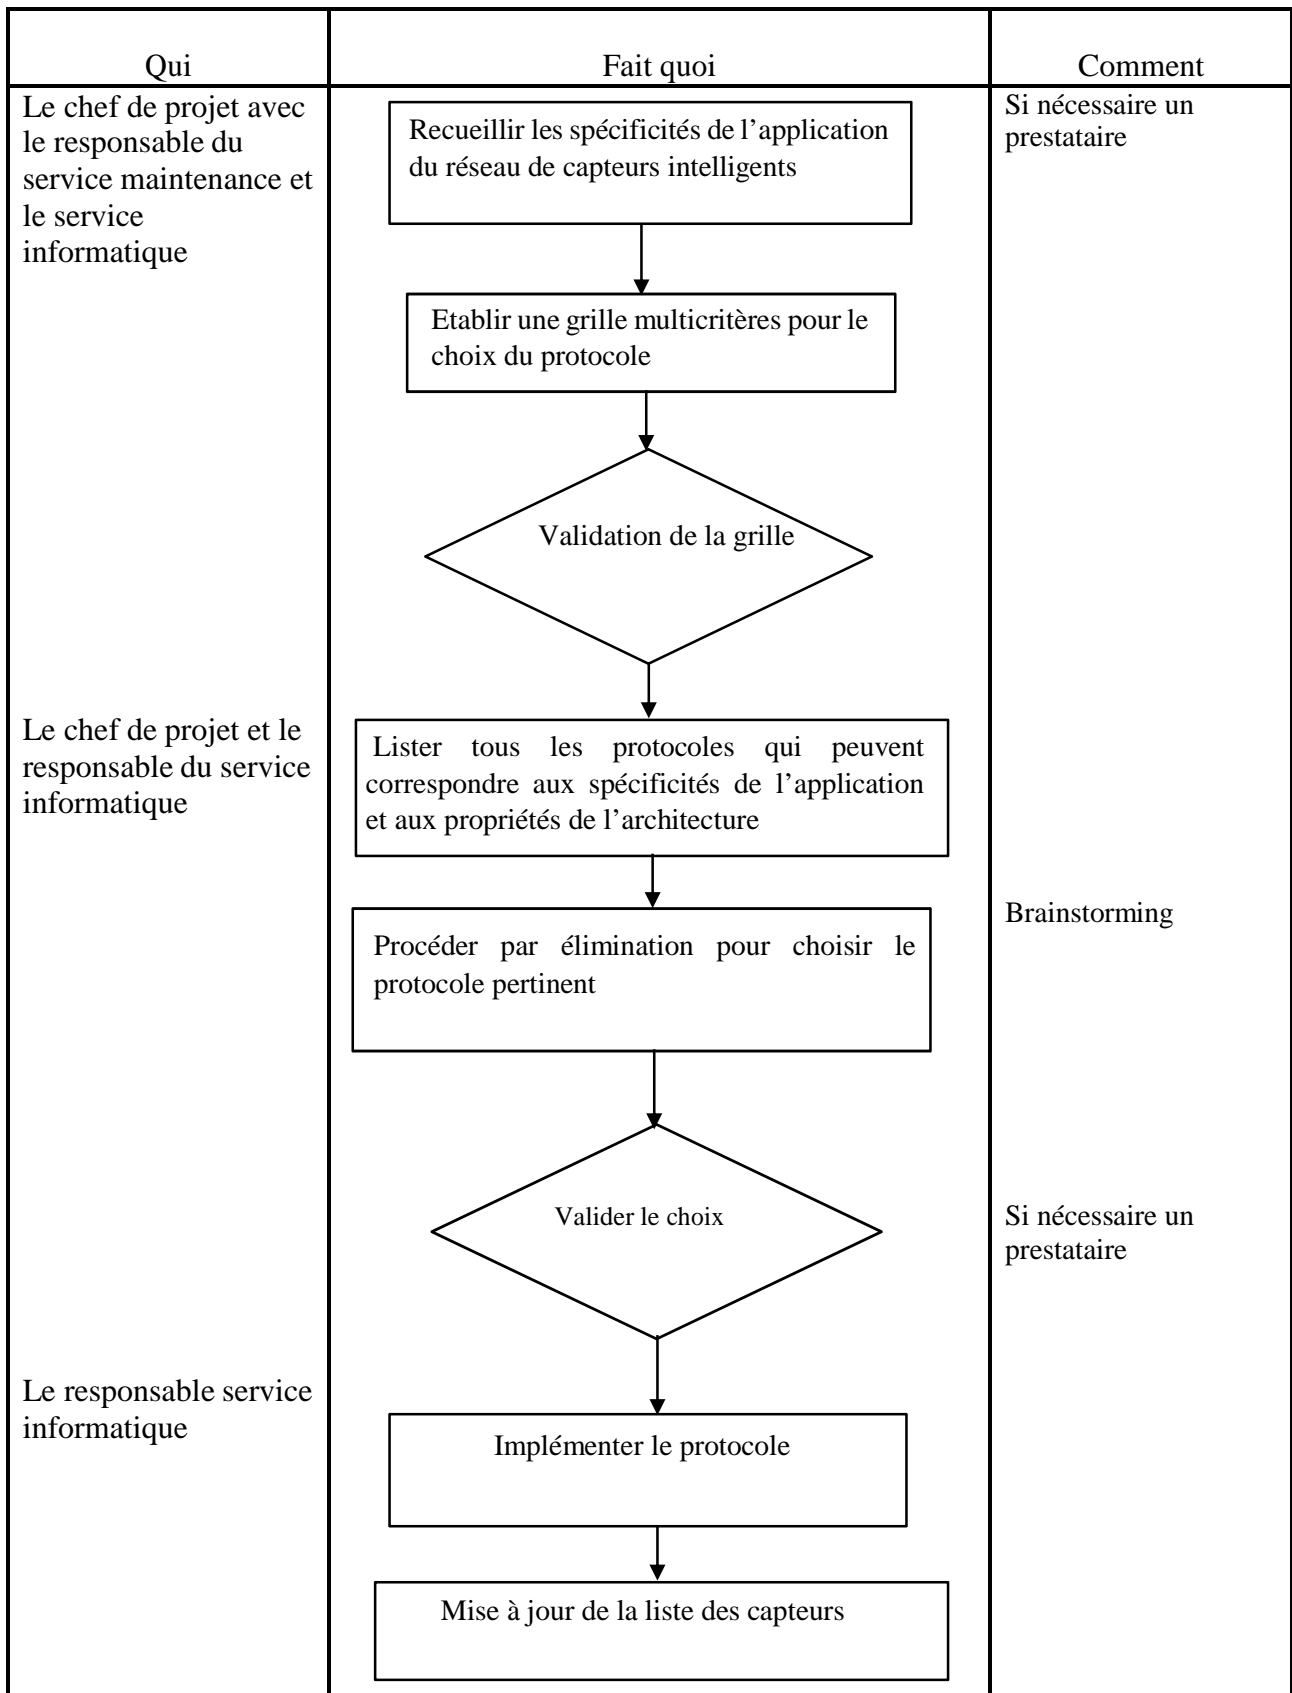 Qui
Fait quoi
Comment
Le chef de projet avec
le responsable du
service maintenance et
le service
informatique
Recueillir les spécificités de l’application
du réseau de capteurs intelligents
Si nécessaire un
prestataire
Etablir une grille multicritères pour le
choix du protocole
Validation de la grille
Le chef de projet et le
responsable du service
informatique
Lister tous les protocoles qui peuvent
correspondre aux spécificités de l’application
et aux propriétés de l’architecture
Procéder par élimination pour choisir le
protocole pertinent
Brainstorming
Valider le choix
Si nécessaire un
prestataire
Le responsable service
informatique
Implémenter le protocole
Mise à jour de la liste des capteurs